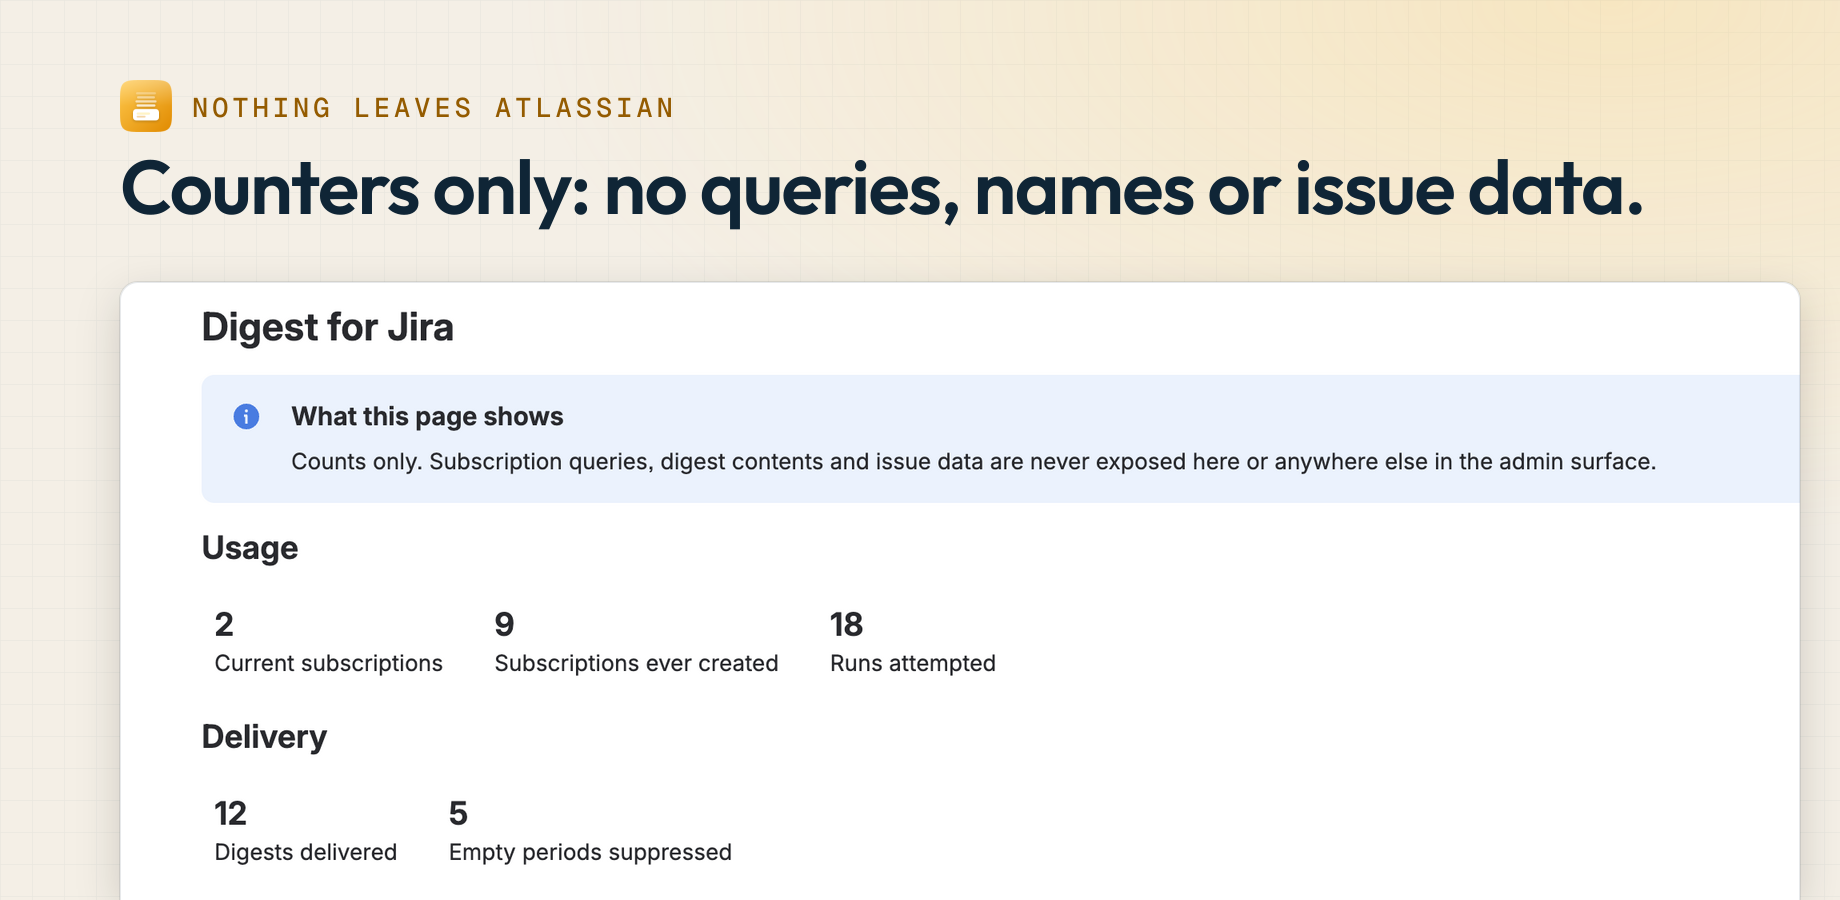 NOTHING LEAVES ATLASSIAN
Counters only: no queries, names or issue data.
Digest for Jira
What this page shows
Counts only. Subscription queries, digest contents and issue data are never exposed here or anywhere else in the admin surface.
Usage
2 9 18
Current subscriptions Subscriptions ever created Runs attempted
Delivery
12 5
Digests delivered Empty periods suppressed